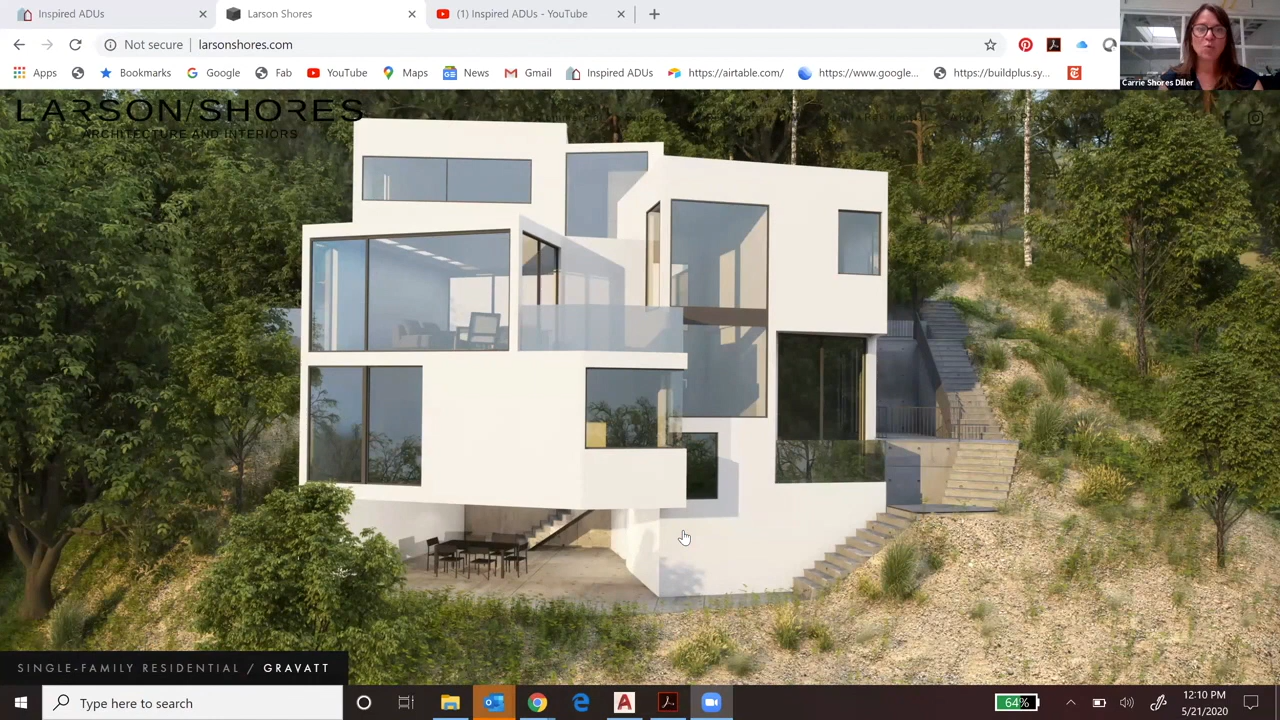 Inspired ADUs
Larson Shores
(1) Inspired ADUs - YouTube
Not secure
larsonshores.com
Apps
Bookmarks
Google
Fab
YouTube
Maps
News
Gmail
Inspired ADUs
https://airtable.com/
https://www.google...
https://buildplus.sy...
Carrie Shores Diller
LARSON/SHORES
ARCHITECTURE AND INTERIORS
SINGLE-FAMILY RESIDENTIAL / GRAVATT
Type here to search
64%
12:10 PM
5/21/2020